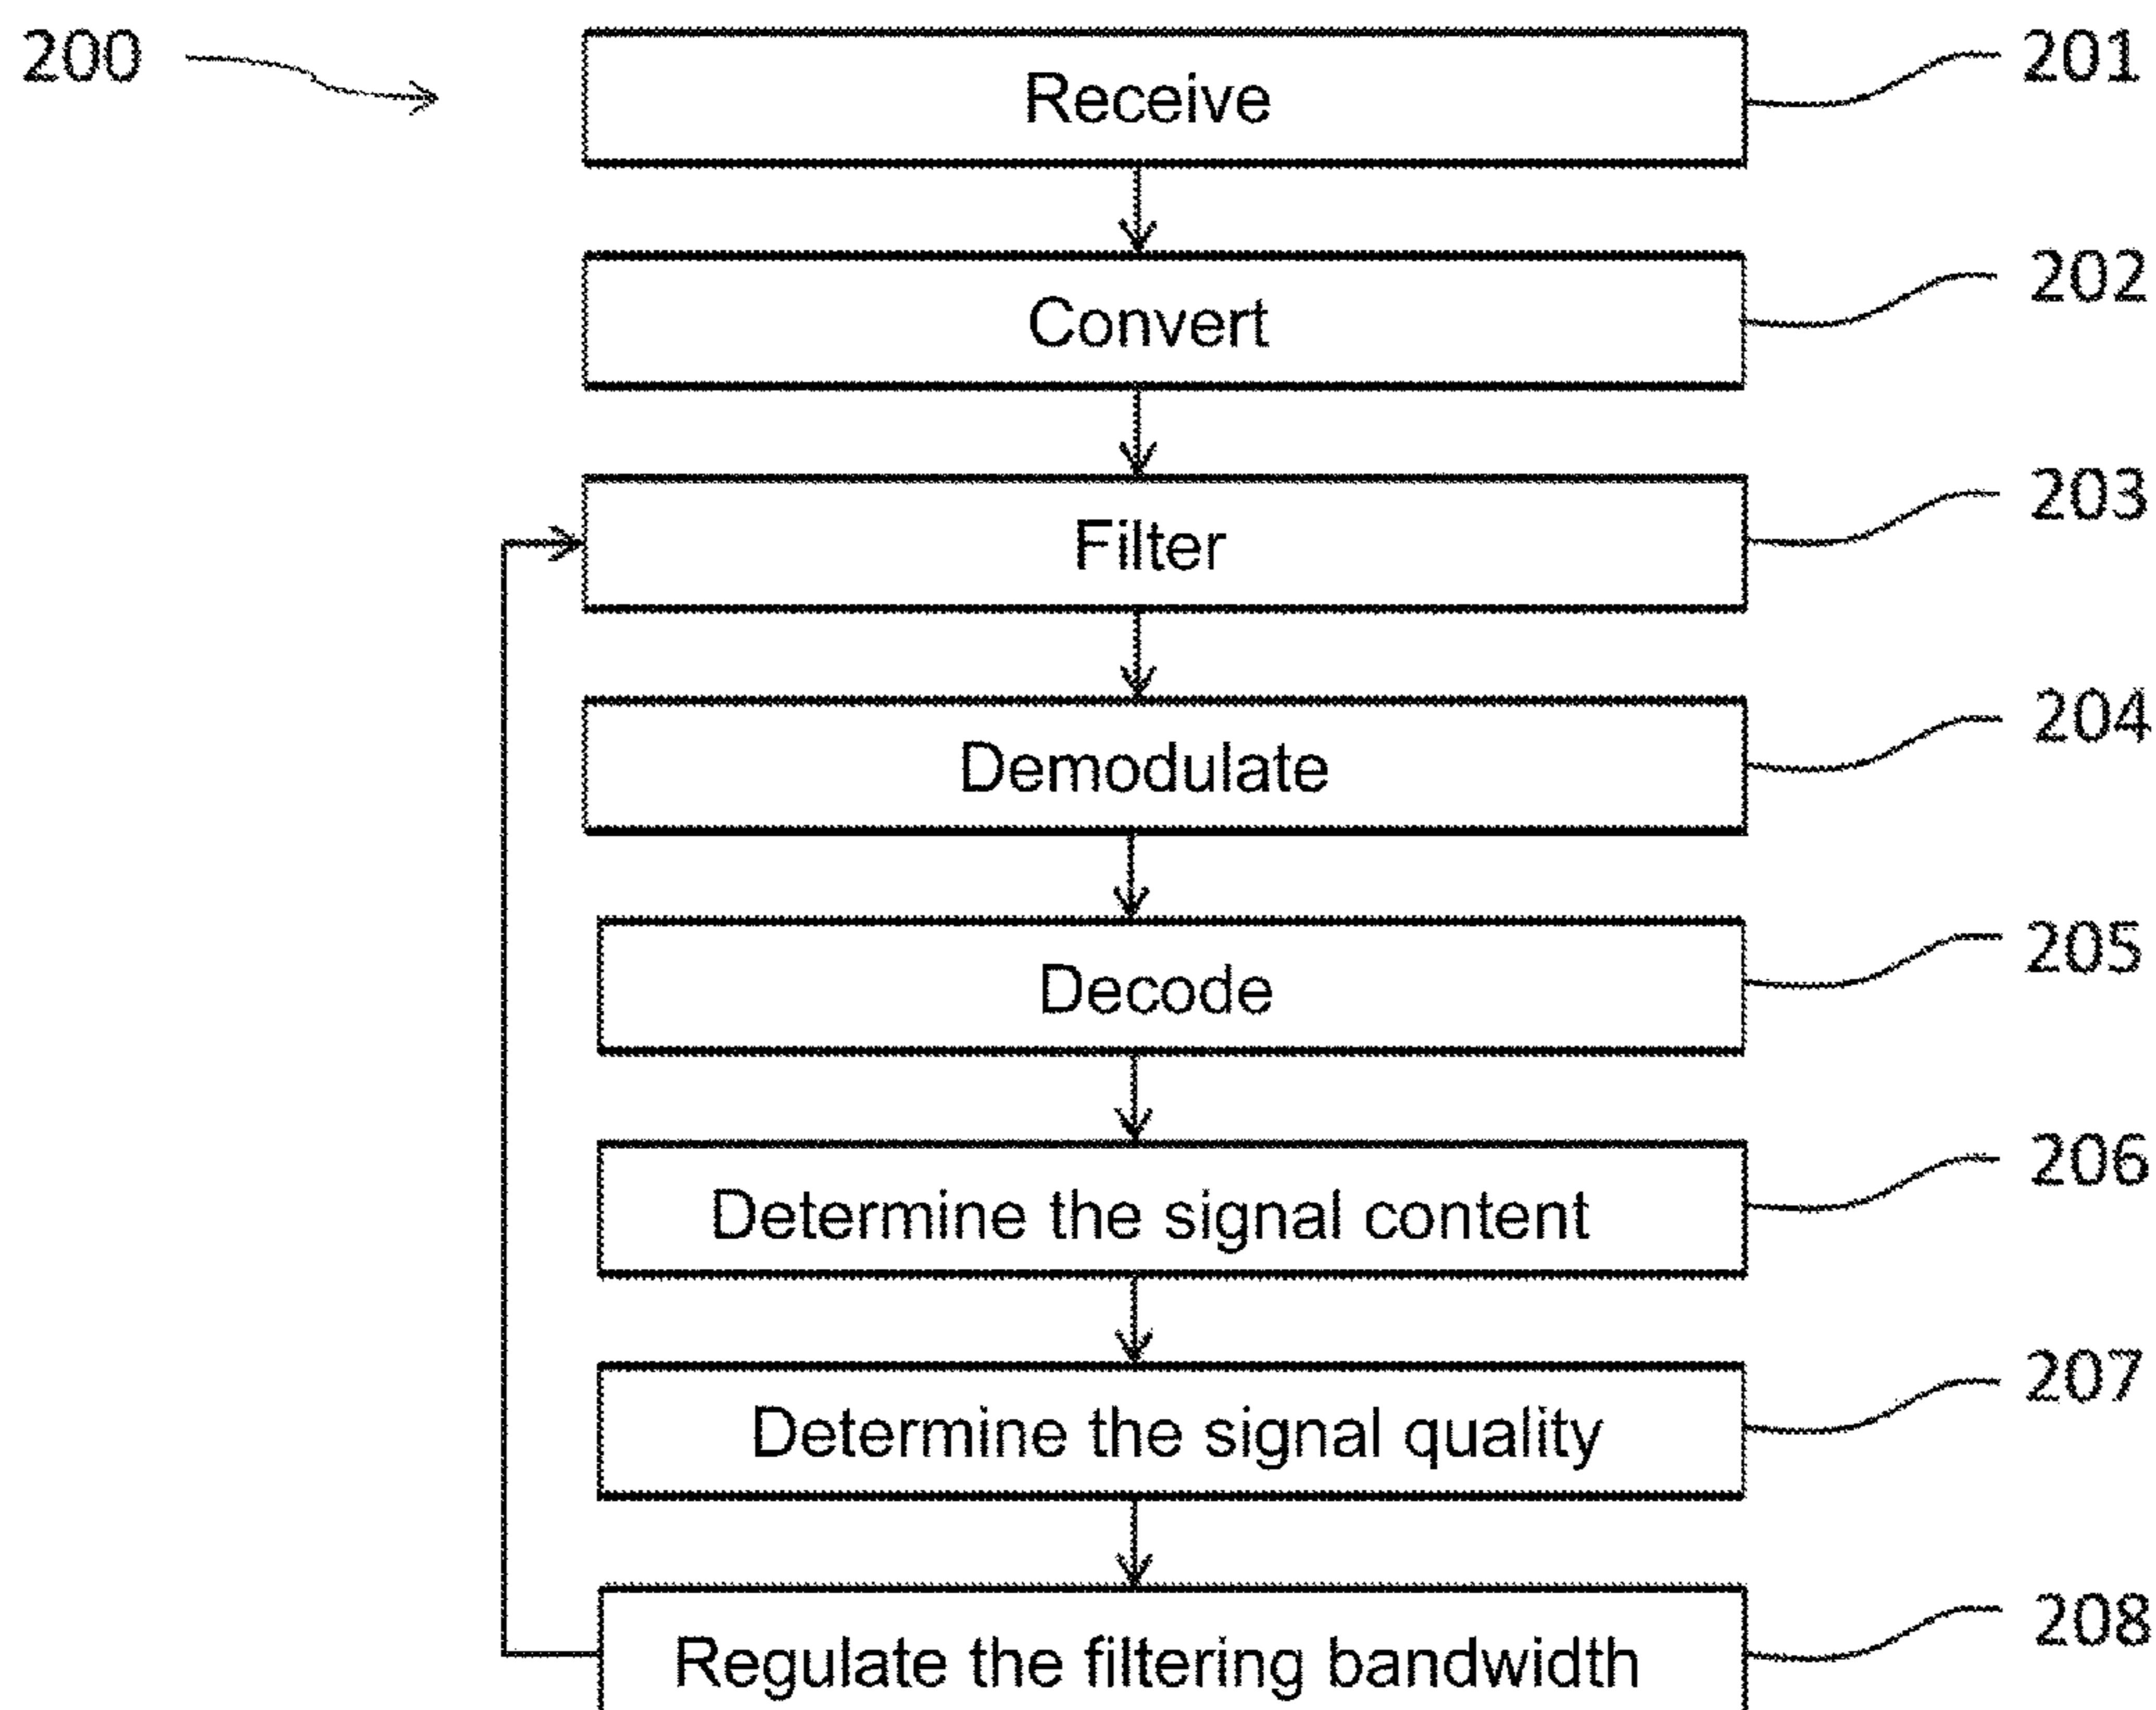 200
Receive
201
Convert
202
Filter
203
Demodulate
204
Decode
205
Determine the signal content
206
Determine the signal quality
207
Regulate the filtering bandwidth
208